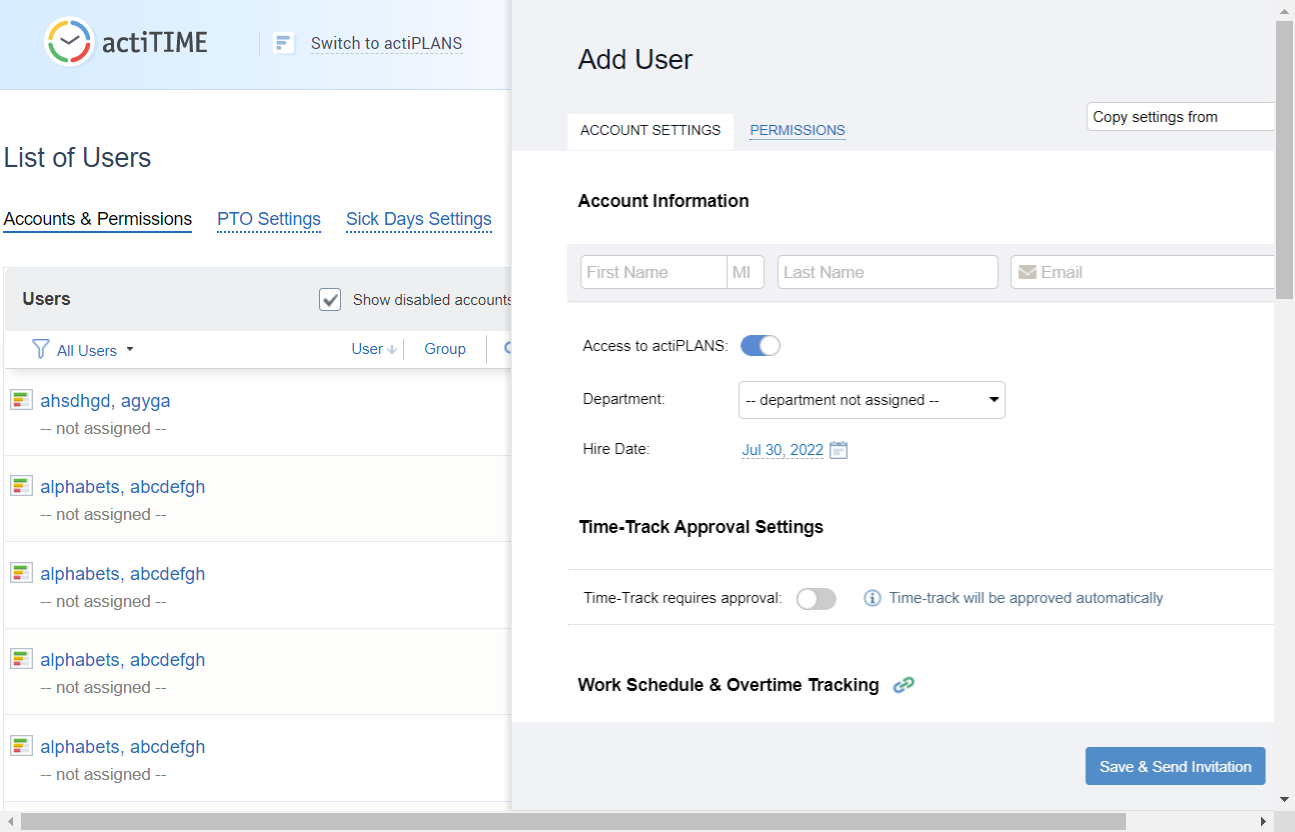 actiTIME
Switch to actiPLANS
List of Users
Accounts & Permissions
PTO Settings
Sick Days Settings
Users
Show disabled accounts
All Users
User
Group
ahsdhgd, agyga
-- not assigned --
alphabets, abcdefgh
-- not assigned --
alphabets, abcdefgh
-- not assigned --
alphabets, abcdefgh
-- not assigned --
alphabets, abcdefgh
-- not assigned --
Add User
ACCOUNT SETTINGS
PERMISSIONS
Copy settings from
Account Information
First Name
MI
Last Name
Email
Access to actiPLANS:
Department:
-- department not assigned --
Hire Date:
Jul 30, 2022
Time-Track Approval Settings
Time-Track requires approval:
Time-track will be approved automatically
Work Schedule & Overtime Tracking
Save & Send Invitation